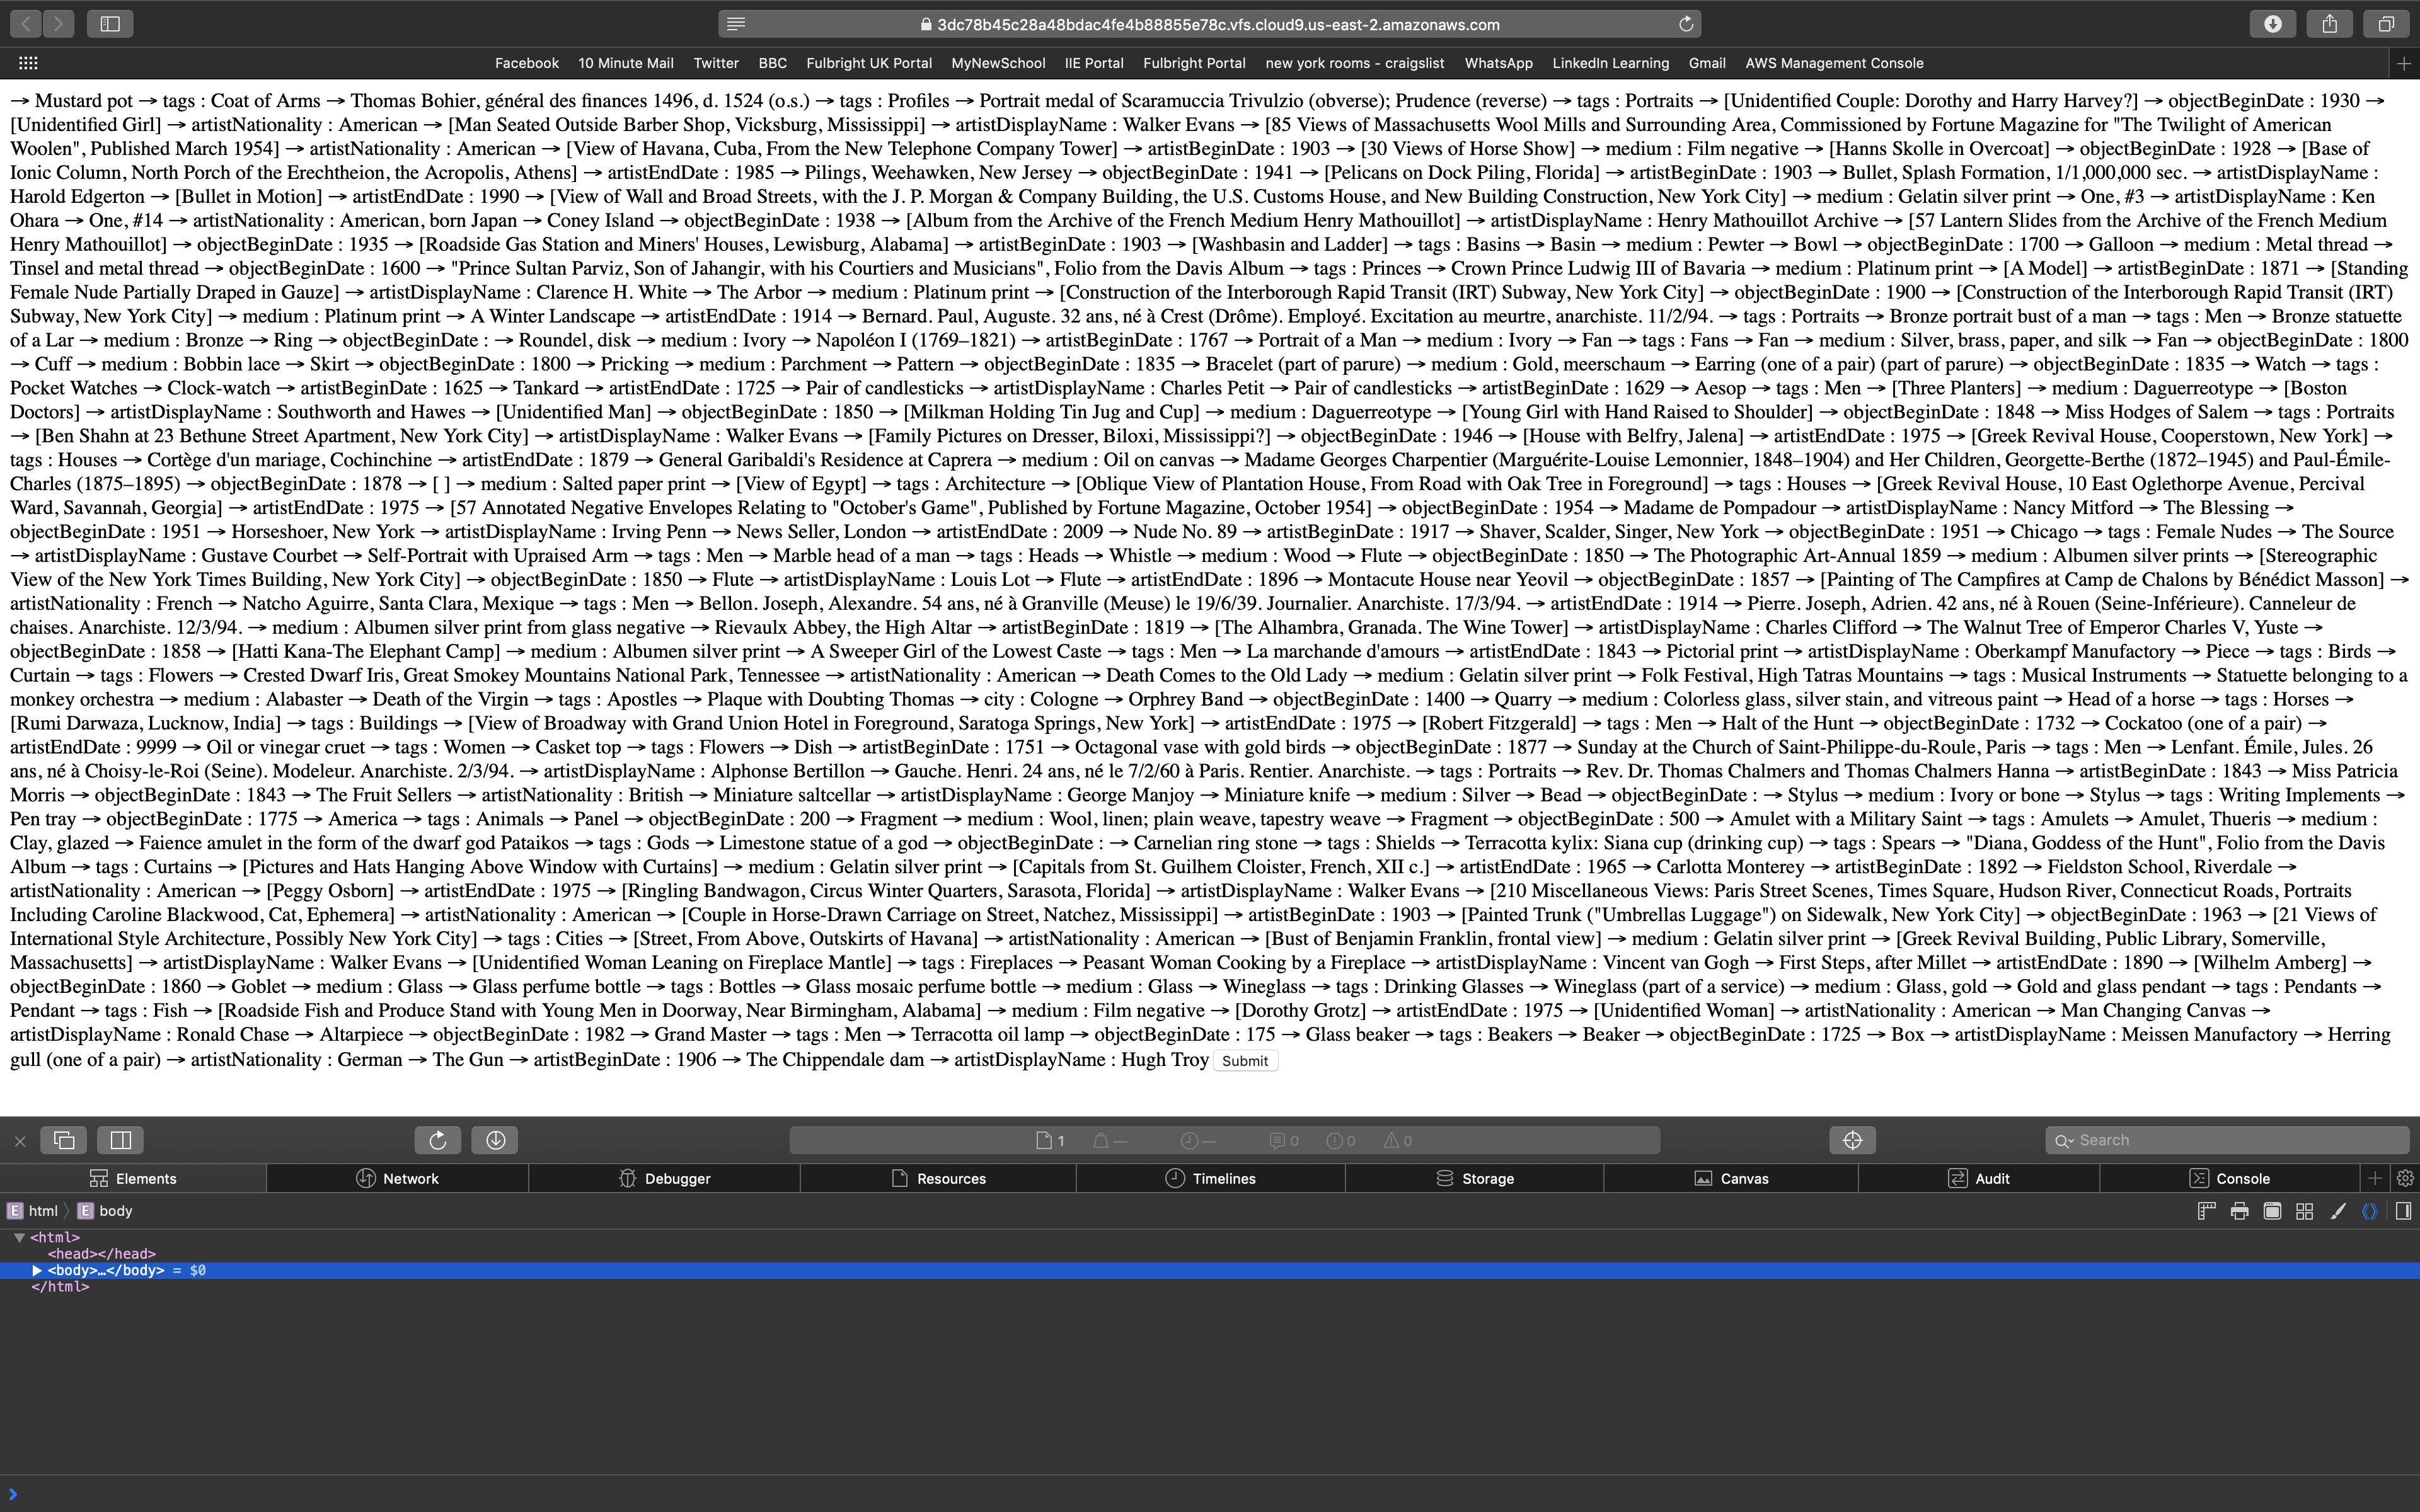 3dc78b45c28a48bdac4fe4b88855e78c.vfs.cloud9.us-east-2.amazonaws.com
Facebook 10 Minute Mail Twitter BBC Fulbright UK Portal MyNewSchool IIE Portal Fulbright Portal new york rooms - craigslist WhatsApp LinkedIn Learning Gmail AWS Management Console
→ Mustard pot → tags : Coat of Arms → Thomas Bohier, général des finances 1496, d. 1524 (o.s.) → tags : Profiles → Portrait medal of Scaramuccia Trivulzio (obverse); Prudence (reverse) → tags : Portraits → [Unidentified Couple: Dorothy and Harry Harvey?] → objectBeginDate : 1930 →
[Unidentified Girl] → artistNationality : American → [Man Seated Outside Barber Shop, Vicksburg, Mississippi] → artistDisplayName : Walker Evans → [85 Views of Massachusetts Wool Mills and Surrounding Area, Commissioned by Fortune Magazine for "The Twilight of American
Woolen", Published March 1954] → artistNationality : American → [View of Havana, Cuba, From the New Telephone Company Tower] → artistBeginDate : 1903 → [30 Views of Horse Show] → medium : Film negative → [Hanns Skolle in Overcoat] → objectBeginDate : 1928 → [Base of
Ionic Column, North Porch of the Erechtheion, the Acropolis, Athens] → artistEndDate : 1985 → Pilings, Weehawken, New Jersey → objectBeginDate : 1941 → [Pelicans on Dock Piling, Florida] → artistBeginDate : 1903 → Bullet, Splash Formation, 1/1,000,000 sec. → artistDisplayName :
Harold Edgerton → [Bullet in Motion] → artistEndDate : 1990 → [View of Wall and Broad Streets, with the J. P. Morgan & Company Building, the U.S. Customs House, and New Building Construction, New York City] → medium : Gelatin silver print → One, #3 → artistDisplayName : Ken
Ohara → One, #14 → artistNationality : American, born Japan → Coney Island → objectBeginDate : 1938 → [Album from the Archive of the French Medium Henry Mathouillot] → artistDisplayName : Henry Mathouillot Archive → [57 Lantern Slides from the Archive of the French Medium
Henry Mathouillot] → objectBeginDate : 1935 → [Roadside Gas Station and Miners' Houses, Lewisburg, Alabama] → artistBeginDate : 1903 → [Washbasin and Ladder] → tags : Basins → Basin → medium : Pewter → Bowl → objectBeginDate : 1700 → Galloon → medium : Metal thread →
Tinsel and metal thread → objectBeginDate : 1600 → "Prince Sultan Parviz, Son of Jahangir, with his Courtiers and Musicians", Folio from the Davis Album → tags : Princes → Crown Prince Ludwig III of Bavaria → medium : Platinum print → [A Model] → artistBeginDate : 1871 → [Standing
Female Nude Partially Draped in Gauze] → artistDisplayName : Clarence H. White → The Arbor → medium : Platinum print → [Construction of the Interborough Rapid Transit (IRT) Subway, New York City] → objectBeginDate : 1900 → [Construction of the Interborough Rapid Transit (IRT)
Subway, New York City] → medium : Platinum print → A Winter Landscape → artistEndDate : 1914 → Bernard. Paul, Auguste. 32 ans, né à Crest (Drôme). Employé. Excitation au meurtre, anarchiste. 11/2/94. → tags : Portraits → Bronze portrait bust of a man → tags : Men → Bronze statuette
of a Lar → medium : Bronze → Ring → objectBeginDate : → Roundel, disk → medium : Ivory → Napoléon I (1769–1821) → artistBeginDate : 1767 → Portrait of a Man → medium : Ivory → Fan → tags : Fans → Fan → medium : Silver, brass, paper, and silk → Fan → objectBeginDate : 1800
→ Cuff → medium : Bobbin lace → Skirt → objectBeginDate : 1800 → Pricking → medium : Parchment → Pattern → objectBeginDate : 1835 → Bracelet (part of parure) → medium : Gold, meerschaum → Earring (one of a pair) (part of parure) → objectBeginDate : 1835 → Watch → tags :
Pocket Watches → Clock-watch → artistBeginDate : 1625 → Tankard → artistEndDate : 1725 → Pair of candlesticks → artistDisplayName : Charles Petit → Pair of candlesticks → artistBeginDate : 1629 → Aesop → tags : Men → [Three Planters] → medium : Daguerreotype → [Boston
Doctors] → artistDisplayName : Southworth and Hawes → [Unidentified Man] → objectBeginDate : 1850 → [Milkman Holding Tin Jug and Cup] → medium : Daguerreotype → [Young Girl with Hand Raised to Shoulder] → objectBeginDate : 1848 → Miss Hodges of Salem → tags : Portraits
→ [Ben Shahn at 23 Bethune Street Apartment, New York City] → artistDisplayName : Walker Evans → [Family Pictures on Dresser, Biloxi, Mississippi?] → objectBeginDate : 1946 → [House with Belfry, Jalena] → artistEndDate : 1975 → [Greek Revival House, Cooperstown, New York] →
tags : Houses → Cortège d'un mariage, Cochinchine → artistEndDate : 1879 → General Garibaldi's Residence at Caprera → medium : Oil on canvas → Madame Georges Charpentier (Marguérite-Louise Lemonnier, 1848–1904) and Her Children, Georgette-Berthe (1872–1945) and Paul-Émile-
Charles (1875–1895) → objectBeginDate : 1878 → [ ] → medium : Salted paper print → [View of Egypt] → tags : Architecture → [Oblique View of Plantation House, From Road with Oak Tree in Foreground] → tags : Houses → [Greek Revival House, 10 East Oglethorpe Avenue, Percival
Ward, Savannah, Georgia] → artistEndDate : 1975 → [57 Annotated Negative Envelopes Relating to "October's Game", Published by Fortune Magazine, October 1954] → objectBeginDate : 1954 → Madame de Pompadour → artistDisplayName : Nancy Mitford → The Blessing →
objectBeginDate : 1951 → Horseshoer, New York → artistDisplayName : Irving Penn → News Seller, London → artistEndDate : 2009 → Nude No. 89 → artistBeginDate : 1917 → Shaver, Scalder, Singer, New York → objectBeginDate : 1951 → Chicago → tags : Female Nudes → The Source
→ artistDisplayName : Gustave Courbet → Self-Portrait with Upraised Arm → tags : Men → Marble head of a man → tags : Heads → Whistle → medium : Wood → Flute → objectBeginDate : 1850 → The Photographic Art-Annual 1859 → medium : Albumen silver prints → [Stereographic
View of the New York Times Building, New York City] → objectBeginDate : 1850 → Flute → artistDisplayName : Louis Lot → Flute → artistEndDate : 1896 → Montacute House near Yeovil → objectBeginDate : 1857 → [Painting of The Campfires at Camp de Chalons by Bénédict Masson] →
artistNationality : French → Natcho Aguirre, Santa Clara, Mexique → tags : Men → Bellon. Joseph, Alexandre. 54 ans, né à Granville (Meuse) le 19/6/39. Journalier. Anarchiste. 17/3/94. → artistEndDate : 1914 → Pierre. Joseph, Adrien. 42 ans, né à Rouen (Seine-Inférieure). Canneleur de
chaises. Anarchiste. 12/3/94. → medium : Albumen silver print from glass negative → Rievaulx Abbey, the High Altar → artistBeginDate : 1819 → [The Alhambra, Granada. The Wine Tower] → artistDisplayName : Charles Clifford → The Walnut Tree of Emperor Charles V, Yuste →
objectBeginDate : 1858 → [Hatti Kana-The Elephant Camp] → medium : Albumen silver print → A Sweeper Girl of the Lowest Caste → tags : Men → La marchande d'amours → artistEndDate : 1843 → Pictorial print → artistDisplayName : Oberkampf Manufactory → Piece → tags : Birds →
Curtain → tags : Flowers → Crested Dwarf Iris, Great Smokey Mountains National Park, Tennessee → artistNationality : American → Death Comes to the Old Lady → medium : Gelatin silver print → Folk Festival, High Tatras Mountains → tags : Musical Instruments → Statuette belonging to a
monkey orchestra → medium : Alabaster → Death of the Virgin → tags : Apostles → Plaque with Doubting Thomas → city : Cologne → Orphrey Band → objectBeginDate : 1400 → Quarry → medium : Colorless glass, silver stain, and vitreous paint → Head of a horse → tags : Horses →
[Rumi Darwaza, Lucknow, India] → tags : Buildings → [View of Broadway with Grand Union Hotel in Foreground, Saratoga Springs, New York] → artistEndDate : 1975 → [Robert Fitzgerald] → tags : Men → Halt of the Hunt → objectBeginDate : 1732 → Cockatoo (one of a pair) →
artistEndDate : 9999 → Oil or vinegar cruet → tags : Women → Casket top → tags : Flowers → Dish → artistBeginDate : 1751 → Octagonal vase with gold birds → objectBeginDate : 1877 → Sunday at the Church of Saint-Philippe-du-Roule, Paris → tags : Men → Lenfant. Émile, Jules. 26
ans, né à Choisy-le-Roi (Seine). Modeleur. Anarchiste. 2/3/94. → artistDisplayName : Alphonse Bertillon → Gauche. Henri. 24 ans, né le 7/2/60 à Paris. Rentier. Anarchiste. → tags : Portraits → Rev. Dr. Thomas Chalmers and Thomas Chalmers Hanna → artistBeginDate : 1843 → Miss Patricia
Morris → objectBeginDate : 1843 → The Fruit Sellers → artistNationality : British → Miniature saltcellar → artistDisplayName : George Manjoy → Miniature knife → medium : Silver → Bead → objectBeginDate : → Stylus → medium : Ivory or bone → Stylus → tags : Writing Implements →
Pen tray → objectBeginDate : 1775 → America → tags : Animals → Panel → objectBeginDate : 200 → Fragment → medium : Wool, linen; plain weave, tapestry weave → Fragment → objectBeginDate : 500 → Amulet with a Military Saint → tags : Amulets → Amulet, Thueris → medium :
Clay, glazed → Faience amulet in the form of the dwarf god Pataikos → tags : Gods → Limestone statue of a god → objectBeginDate : → Carnelian ring stone → tags : Shields → Terracotta kylix: Siana cup (drinking cup) → tags : Spears → "Diana, Goddess of the Hunt", Folio from the Davis
Album → tags : Curtains → [Pictures and Hats Hanging Above Window with Curtains] → medium : Gelatin silver print → [Capitals from St. Guilhem Cloister, French, XII c.] → artistEndDate : 1965 → Carlotta Monterey → artistBeginDate : 1892 → Fieldston School, Riverdale →
artistNationality : American → [Peggy Osborn] → artistEndDate : 1975 → [Ringling Bandwagon, Circus Winter Quarters, Sarasota, Florida] → artistDisplayName : Walker Evans → [210 Miscellaneous Views: Paris Street Scenes, Times Square, Hudson River, Connecticut Roads, Portraits
Including Caroline Blackwood, Cat, Ephemera] → artistNationality : American → [Couple in Horse-Drawn Carriage on Street, Natchez, Mississippi] → artistBeginDate : 1903 → [Painted Trunk ("Umbrellas Luggage") on Sidewalk, New York City] → objectBeginDate : 1963 → [21 Views of
International Style Architecture, Possibly New York City] → tags : Cities → [Street, From Above, Outskirts of Havana] → artistNationality : American → [Bust of Benjamin Franklin, frontal view] → medium : Gelatin silver print → [Greek Revival Building, Public Library, Somerville,
Massachusetts] → artistDisplayName : Walker Evans → [Unidentified Woman Leaning on Fireplace Mantle] → tags : Fireplaces → Peasant Woman Cooking by a Fireplace → artistDisplayName : Vincent van Gogh → First Steps, after Millet → artistEndDate : 1890 → [Wilhelm Amberg] →
objectBeginDate : 1860 → Goblet → medium : Glass → Glass perfume bottle → tags : Bottles → Glass mosaic perfume bottle → medium : Glass → Wineglass → tags : Drinking Glasses → Wineglass (part of a service) → medium : Glass, gold → Gold and glass pendant → tags : Pendants →
Pendant → tags : Fish → [Roadside Fish and Produce Stand with Young Men in Doorway, Near Birmingham, Alabama] → medium : Film negative → [Dorothy Grotz] → artistEndDate : 1975 → [Unidentified Woman] → artistNationality : American → Man Changing Canvas →
artistDisplayName : Ronald Chase → Altarpiece → objectBeginDate : 1982 → Grand Master → tags : Men → Terracotta oil lamp → objectBeginDate : 175 → Glass beaker → tags : Beakers → Beaker → objectBeginDate : 1725 → Box → artistDisplayName : Meissen Manufactory → Herring
gull (one of a pair) → artistNationality : German → The Gun → artistBeginDate : 1906 → The Chippendale dam → artistDisplayName : Hugh Troy Submit
1 — — 0 0 0 Search
Elements Network Debugger Resources Timelines Storage Canvas Audit Console
E html E body
<html>
<head></head>
<body>…</body> = $0
</html>